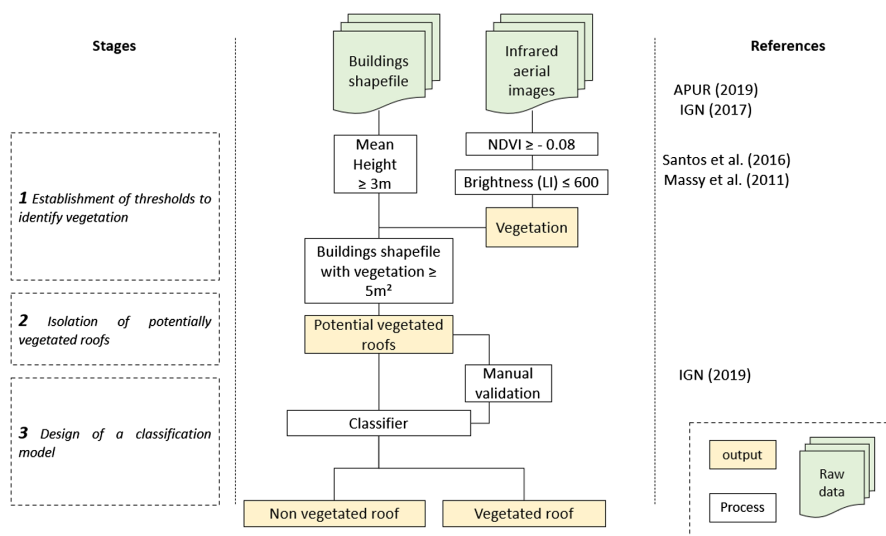 Stages
1 Establishment of thresholds to
identify vegetation
2 Isolation of potentially
vegetated roofs
3 Design of a classification
model
Buildings
shapefile
Infrared
aerial
images
Mean
Height
≥ 3m
NDVI ≥ - 0.08
Brightness (LI) ≤ 600
Vegetation
Buildings shapefile
with vegetation ≥
5m²
Potential vegetated
roofs
Manual
validation
Classifier
Non vegetated roof
Vegetated roof
References
APUR (2019)
IGN (2017)
Santos et al. (2016)
Massy et al. (2011)
IGN (2019)
output
Process
Raw
data